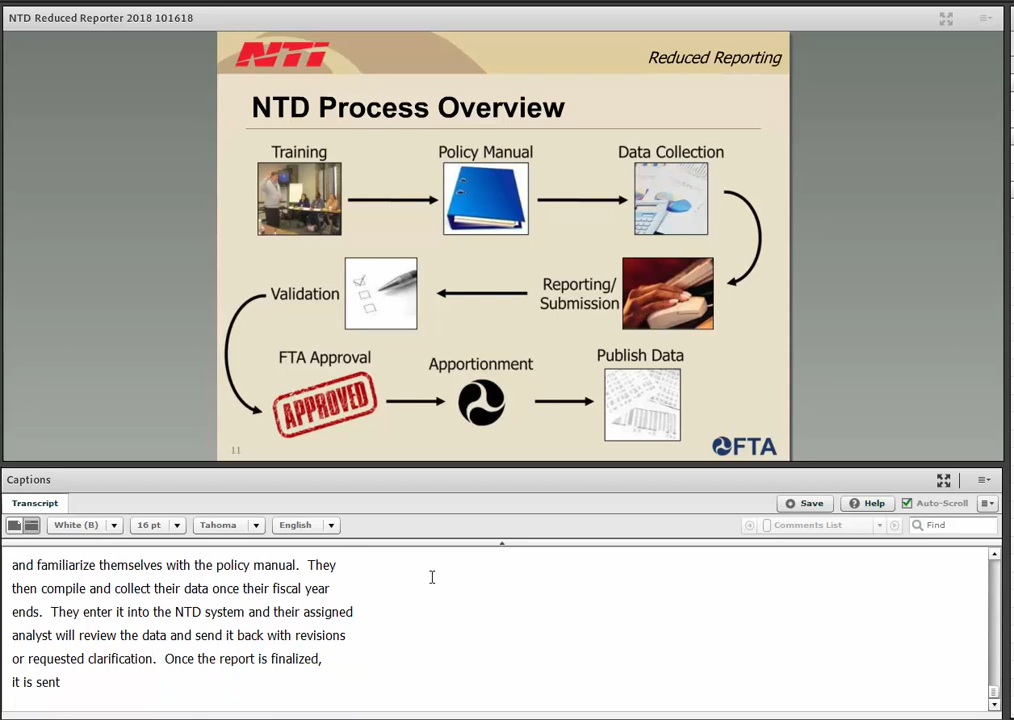 NTD Reduced Reporter 2018 101618
NTI
Reduced Reporting
NTD Process Overview
Training
Policy Manual
Data Collection
Validation
Reporting/
Submission
FTA Approval
Apportionment
Publish Data
APPROVED
11
FTA
Captions
Transcript
Save
Help
Auto-Scroll
White (B)
16 pt
Tahoma
English
Comments List
Find
and familiarize themselves with the policy manual.  They
then compile and collect their data once their fiscal year
ends.  They enter it into the NTD system and their assigned
analyst will review the data and send it back with revisions
or requested clarification.  Once the report is finalized,
it is sent